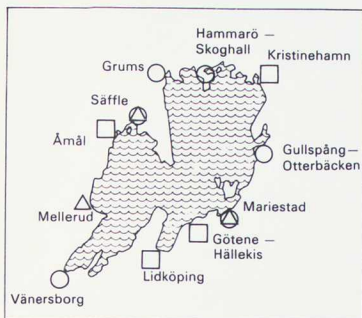 Hammarö —
Skoghall
Grums
Kristinehamn
Säffle
Åmål
Gullspång—
Otterbäcken
Mellerud
Mariestad
Götene —
Hällekis
Lidköping
Vänersborg